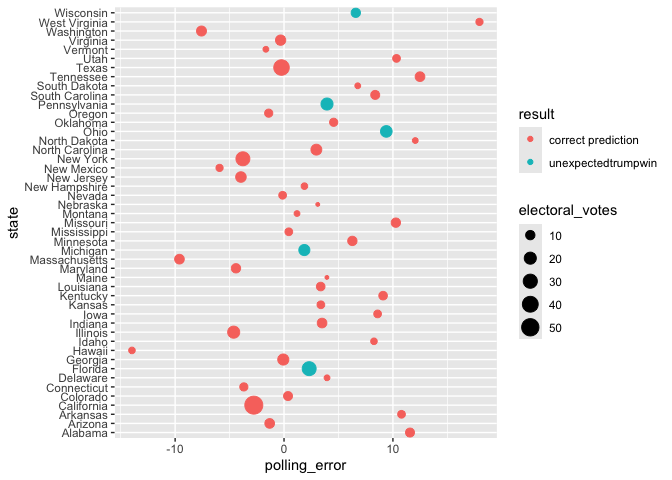 Wisconsin
West Virginia
Washington
Virginia
Vermont
Utah
Texas
Tennessee
South Dakota
South Carolina
Pennsylvania
Oregon
Oklahoma
Ohio
North Dakota
North Carolina
New York
New Mexico
New Jersey
New Hampshire
Nevada
Nebraska
Montana
Missouri
Mississippi
Minnesota
Michigan
Massachusetts
Maryland
Maine
Louisiana
Kentucky
Kansas
Iowa
Indiana
Illinois
Idaho
Hawaii
Georgia
Florida
Delaware
Connecticut
Colorado
California
Arkansas
Arizona
Alabama
state
-10 0 10
polling_error
result
correct prediction
unexpectedtrumpwin
electoral_votes
10
20
30
40
50